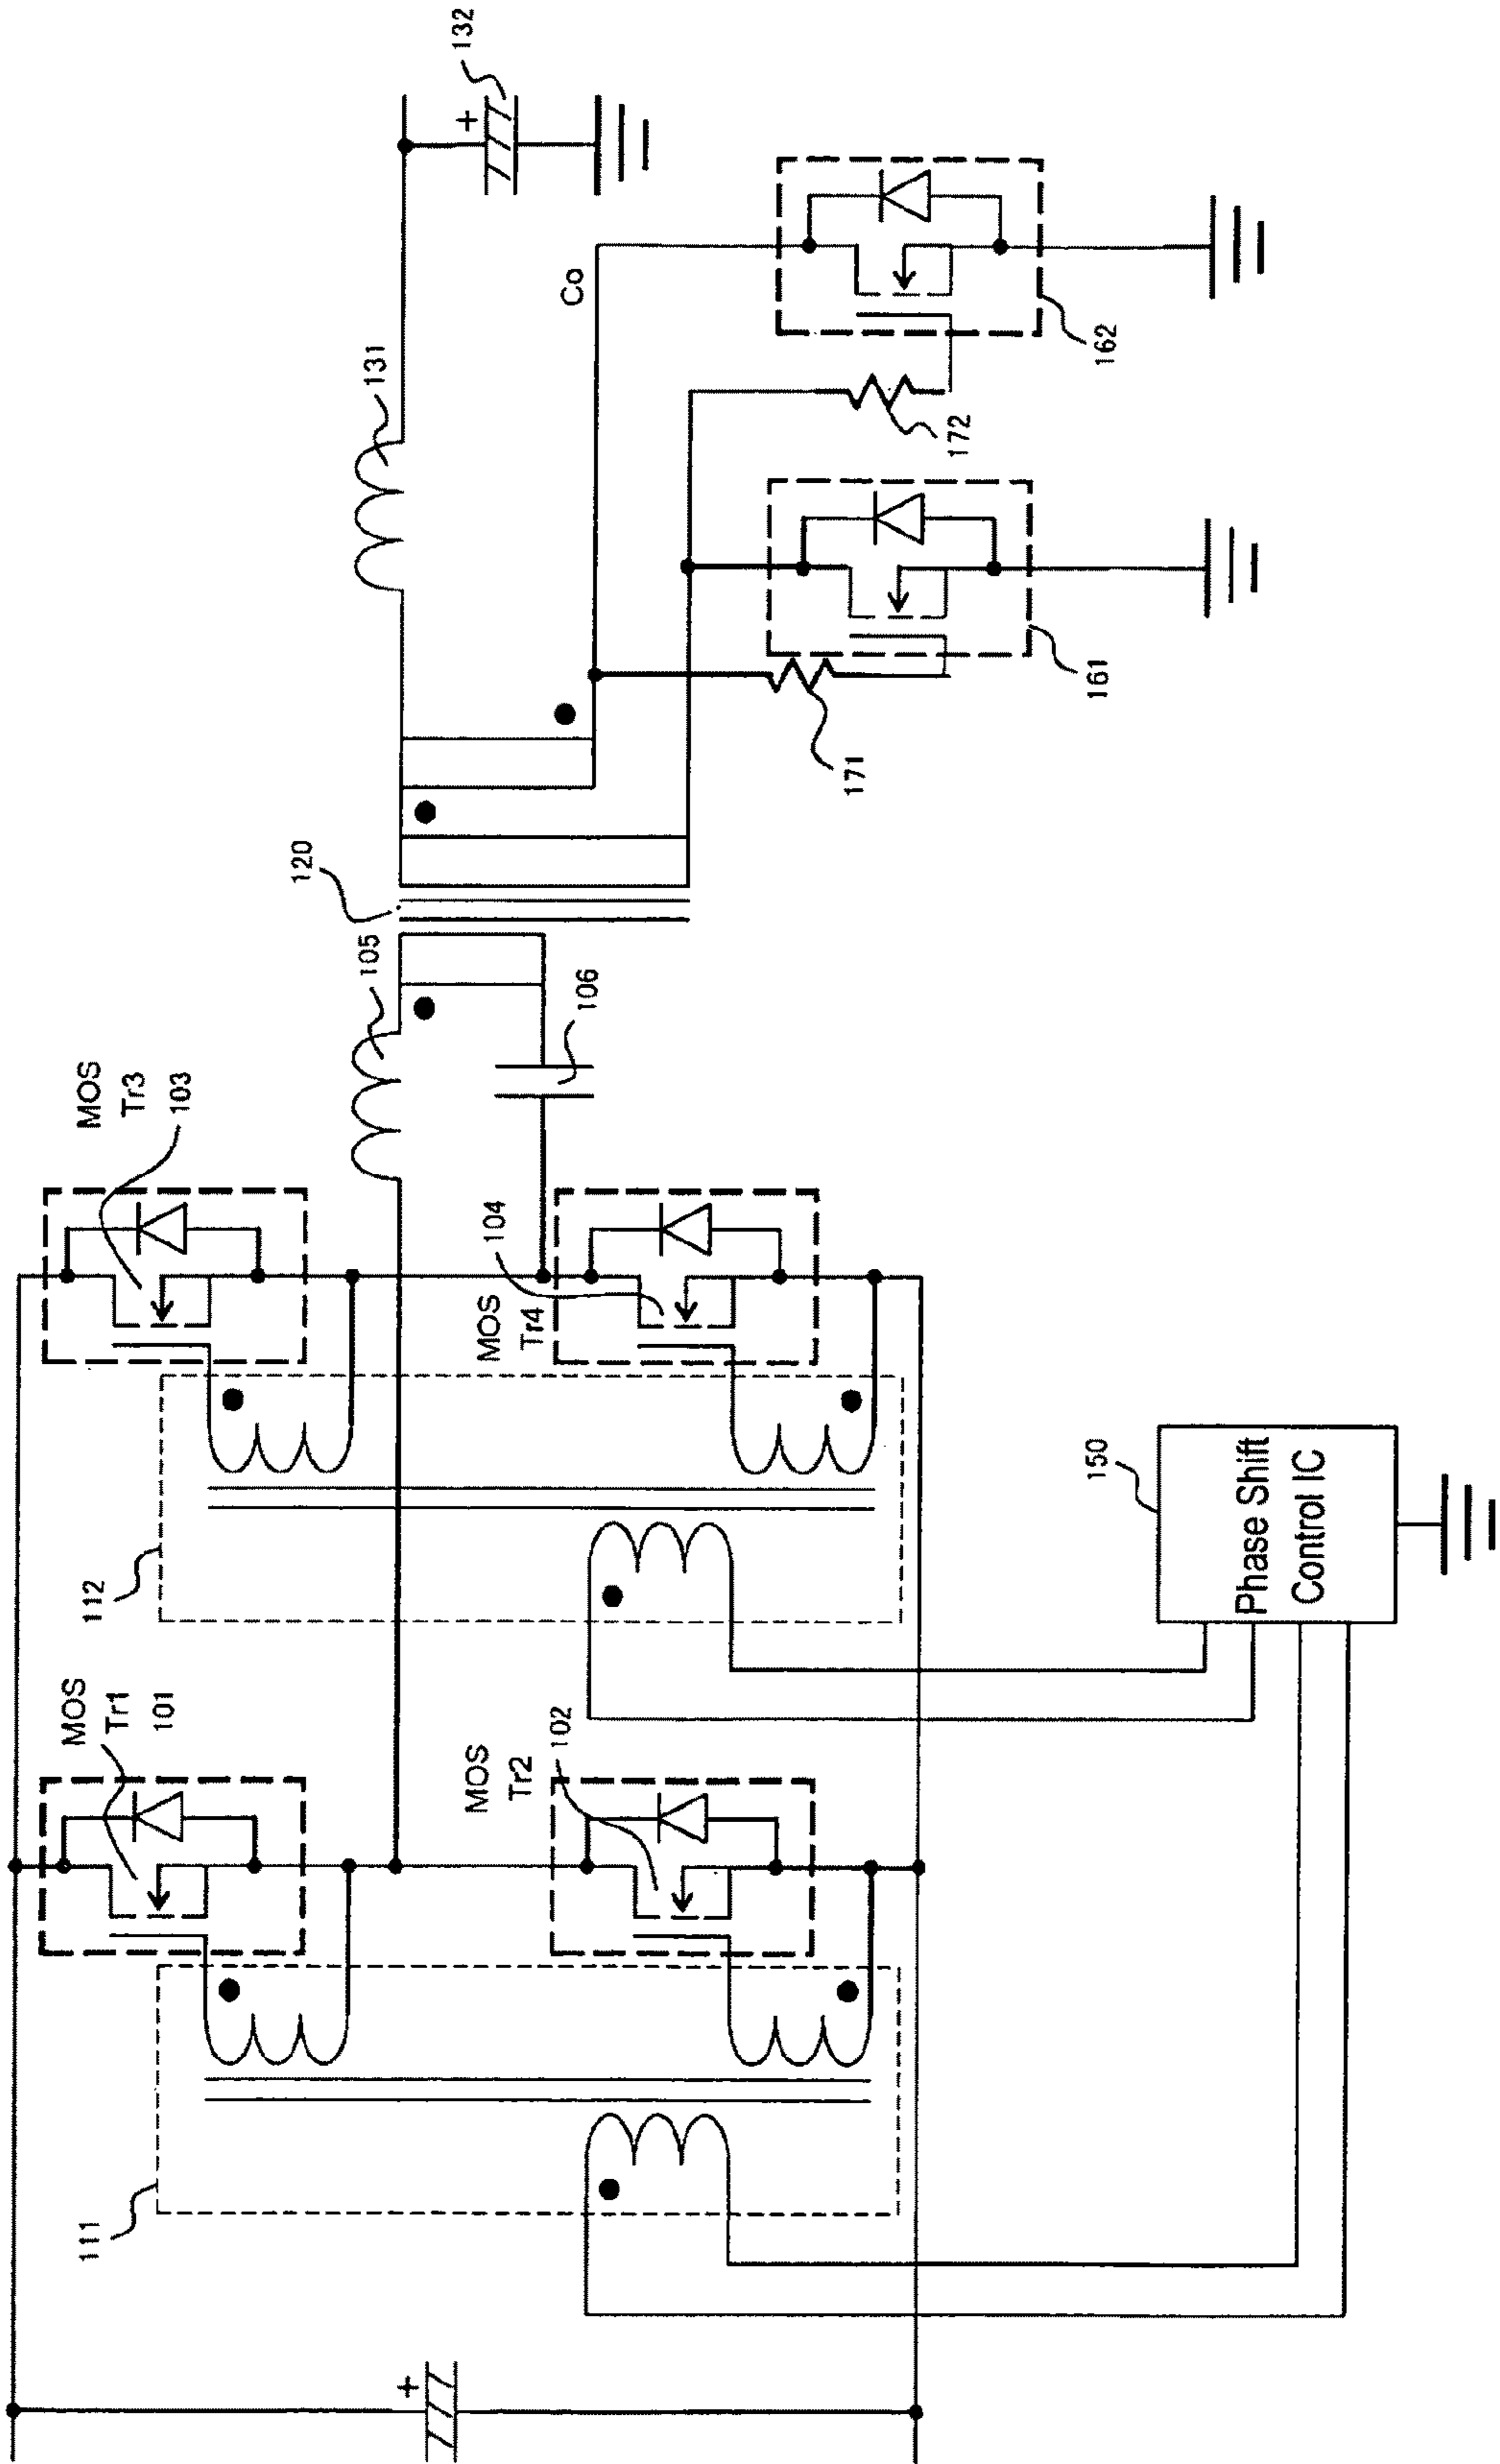 111
MOS
Tr1
101
MOS
Tr2
102
112
MOS
Tr3
103
MOS
Tr4
104
105
106
120
131
+
132
Co
171
161
172
162
150
Phase Shift
Control IC
+